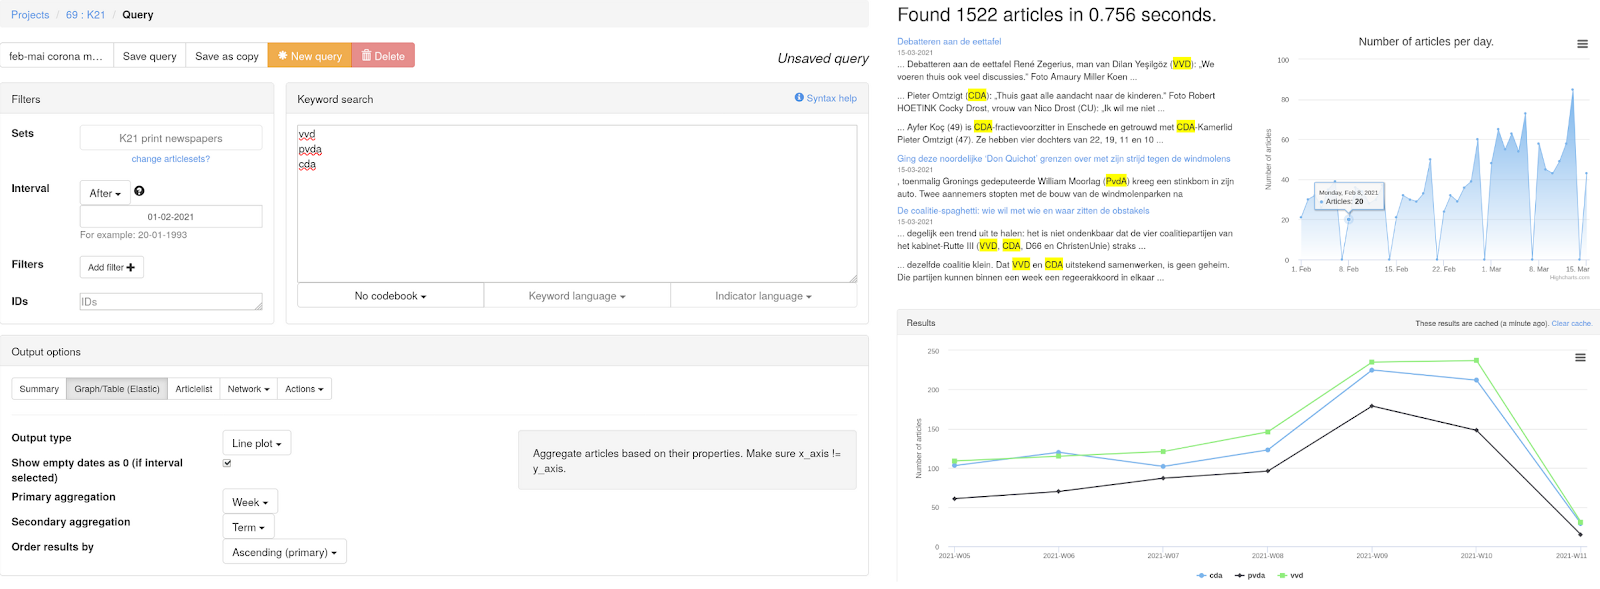 Projects / 69 : K21 / Query
feb-mai corona m... Save query Save as copy New query Delete Unsaved query
Filters
Sets K21 print newspapers
change articlesets?
Interval After
01-02-2021
For example: 20-01-1993
Filters Add filter
IDs IDs
Keyword search Syntax help
vvd
pvda
cda
No codebook Keyword language Indicator language
Output options
Summary Graph/Table (Elastic) Articlelist Network Actions
Output type Line plot
Show empty dates as 0 (if interval
selected)
Primary aggregation Week
Secondary aggregation Term
Order results by Ascending (primary)
Aggregate articles based on their properties. Make sure x_axis !=
y_axis.
Found 1522 articles in 0.756 seconds.
Debatteren aan de eettafel
15-03-2021
... Debatteren aan de eettafel René Zegerius, man van Dilan Yeşilgöz (VVD): „We
voeren thuis ook veel discussies.” Foto Amaury Miller Koen ...
... Pieter Omtzigt (CDA): „Thuis gaat alle aandacht naar de kinderen.” Foto Robert
HOETINK Cocky Drost, vrouw van Nico Drost (CU): „Ik wil me niet ...
... Ayfer Koç (49) is CDA-fractievoorzitter in Enschede en getrouwd met CDA-Kamerlid
Pieter Omtzigt (47). Ze hebben vier dochters van 22, 19, 11 en 10 ...
Ging deze noordelijke ‘Don Quichot’ grenzen over met zijn strijd tegen de windmolens
15-03-2021
, toenmalig Gronings gedeputeerde William Moorlag (PvdA) kreeg een stinkbom in zijn
auto. Twee aannemers stopten met de bouw van de windmolenparken na
De coalitie-spaghetti: wie wil met wie en waar zitten de obstakels
15-03-2021
... degelijk een trend uit te halen: het is niet ondenkbaar dat de vier coalitiepartijen van
het kabinet-Rutte III (VVD, CDA, D66 en ChristenUnie) straks ...
... dezelfde coalitie klein. Dat VVD en CDA uitstekend samenwerken, is geen geheim.
Die partijen kunnen binnen een week een regeerakkoord in elkaar ...
Number of articles per day.
Number of articles
100
80
60
40
20
0
Monday, Feb 8, 2021
Articles: 20
1. Feb 8. Feb 15. Feb 22. Feb 1. Mar 8. Mar 15. Mar
Highcharts.com
Results These results are cached (a minute ago). Clear cache.
Number of articles
250
200
150
100
50
0
2021-W05 2021-W06 2021-W07 2021-W08 2021-W09 2021-W10 2021-W11
cda pvda vvd